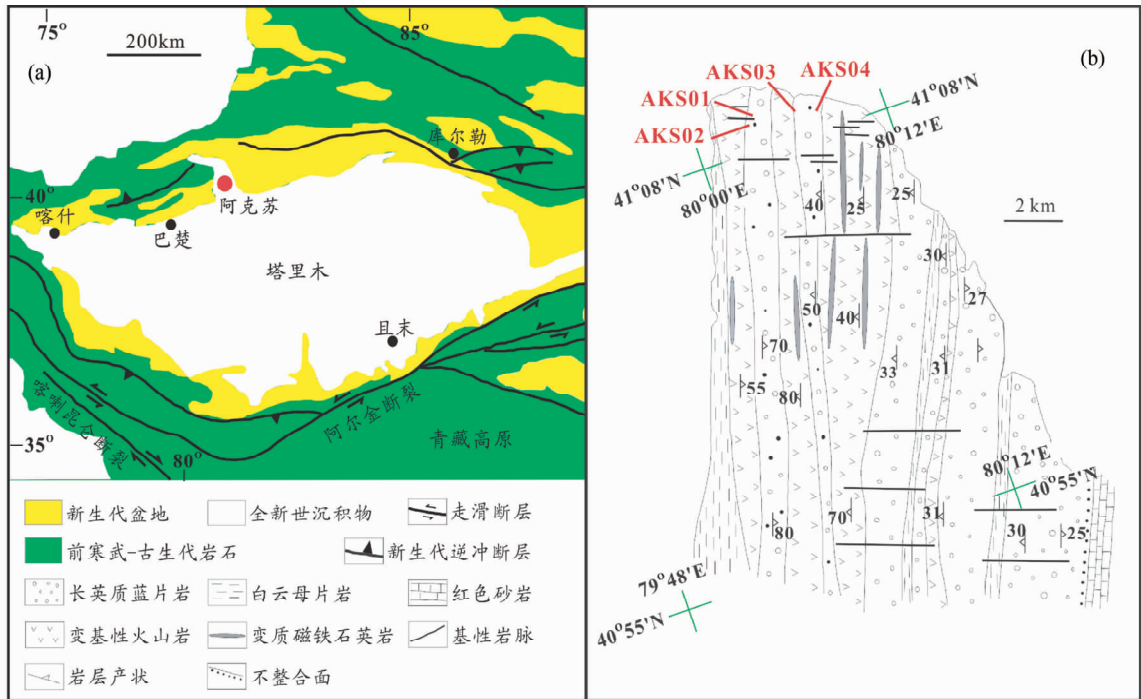 75°
85°
200km
(a)
库尔勒
40°
阿克苏
喀什
巴楚
塔里木
且末
喀喇昆仑断裂
阿尔金断裂
青藏高原
35°
80°
新生代盆地
全新世沉积物
走滑断层
前寒武-古生代岩石
新生代逆冲断层
长英质蓝片岩
白云母片岩
红色砂岩
变基性火山岩
变质磁铁石英岩
基性岩脉
岩层产状
不整合面
(b)
AKS03
AKS04
AKS01
AKS02
41°08'N
80°12'E
41°08'N
80°00'E
2 km
40
25
25
30
27
50
40
70
33
31
55
80
80°12'E
40°55'N
70
31
80
30
25
79°48'E
40°55'N